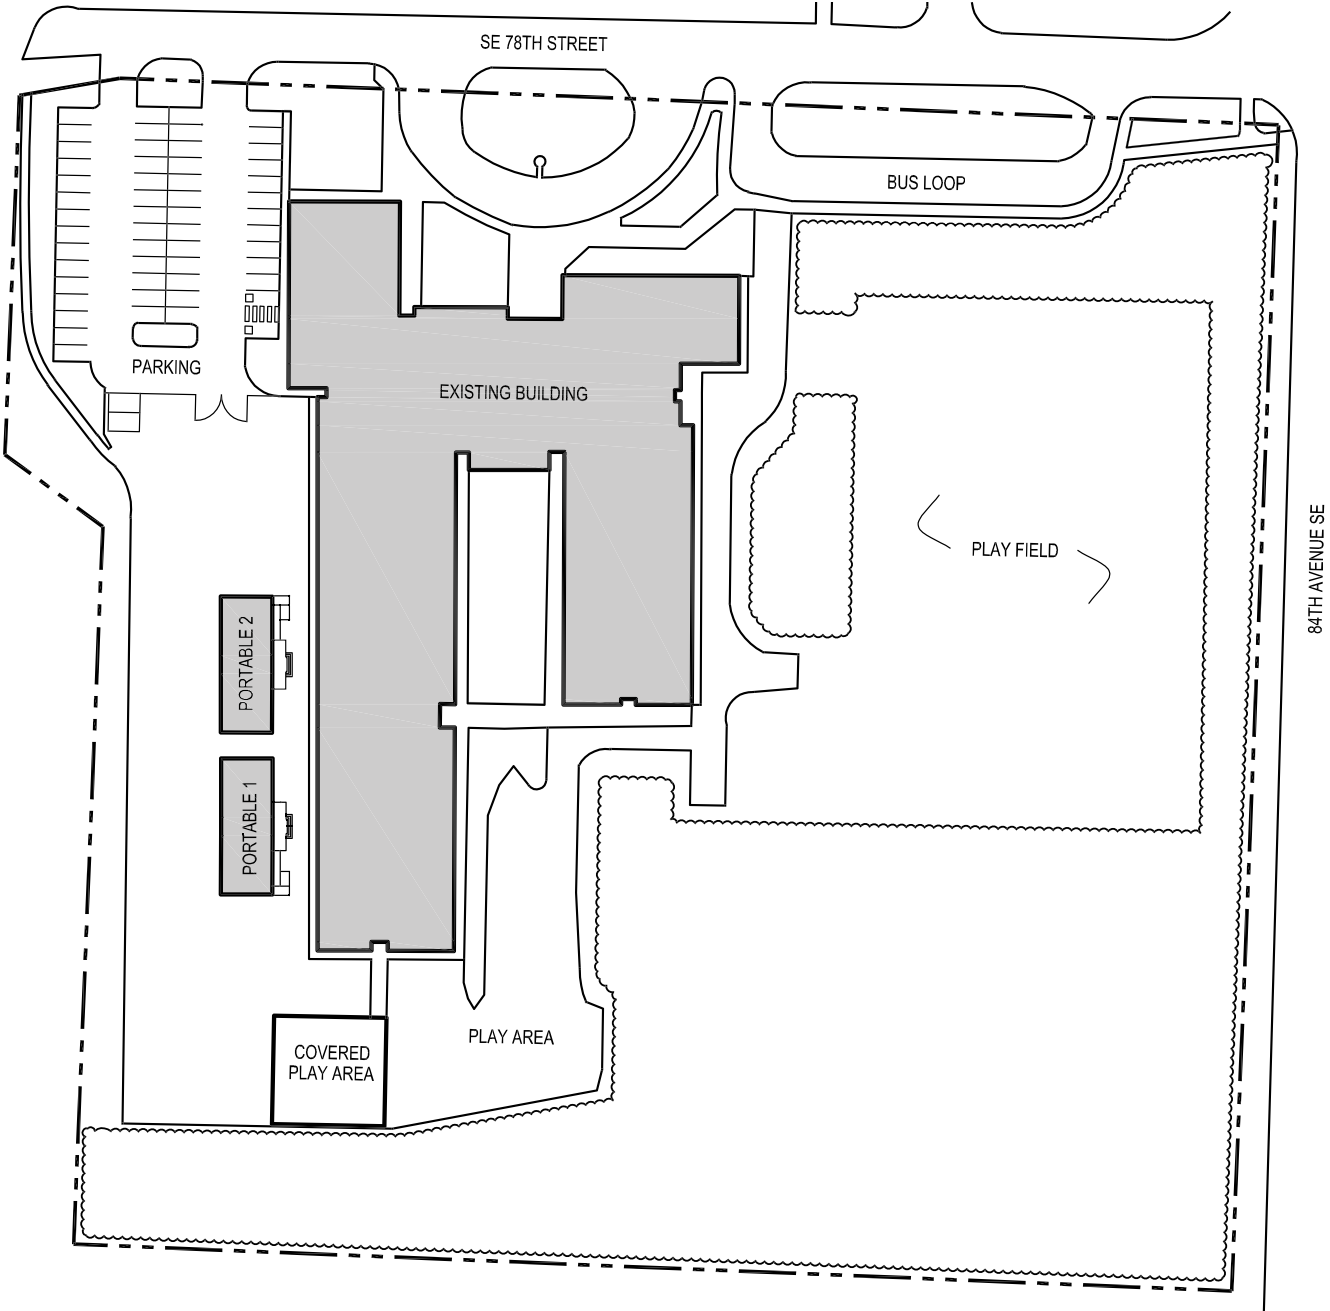 SE 78TH STREET
BUS LOOP
PARKING
EXISTING BUILDING
PLAY FIELD
84TH AVENUE SE
PORTABLE 2
PORTABLE 1
PLAY AREA
COVERED
PLAY AREA